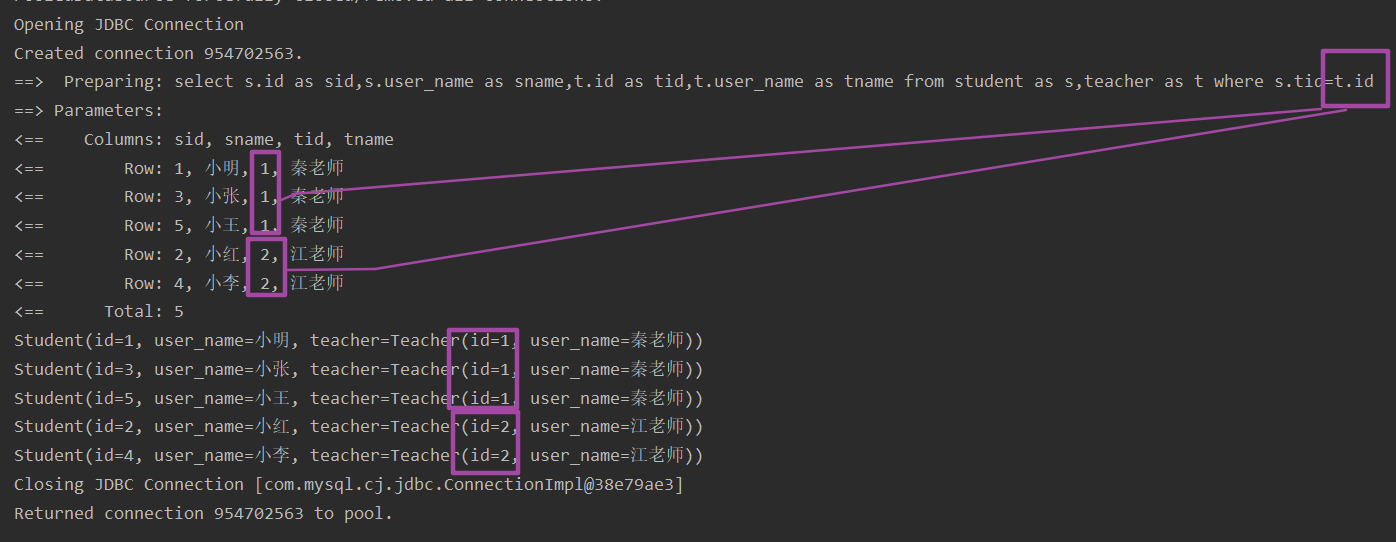 Opening JDBC Connection
Created connection 954702563.
==>  Preparing: select s.id as sid,s.user_name as sname,t.id as tid,t.user_name as tname from student as s,teacher as t where s.tid=t.id
==> Parameters:
<==    Columns: sid, sname, tid, tname
<==        Row: 1, 小明, 1, 秦老师
<==        Row: 3, 小张, 1, 秦老师
<==        Row: 5, 小王, 1, 秦老师
<==        Row: 2, 小红, 2, 江老师
<==        Row: 4, 小李, 2, 江老师
<==      Total: 5
Student(id=1, user_name=小明, teacher=Teacher(id=1, user_name=秦老师))
Student(id=3, user_name=小张, teacher=Teacher(id=1, user_name=秦老师))
Student(id=5, user_name=小王, teacher=Teacher(id=1, user_name=秦老师))
Student(id=2, user_name=小红, teacher=Teacher(id=2, user_name=江老师))
Student(id=4, user_name=小李, teacher=Teacher(id=2, user_name=江老师))
Closing JDBC Connection [com.mysql.cj.jdbc.ConnectionImpl@38e79ae3]
Returned connection 954702563 to pool.